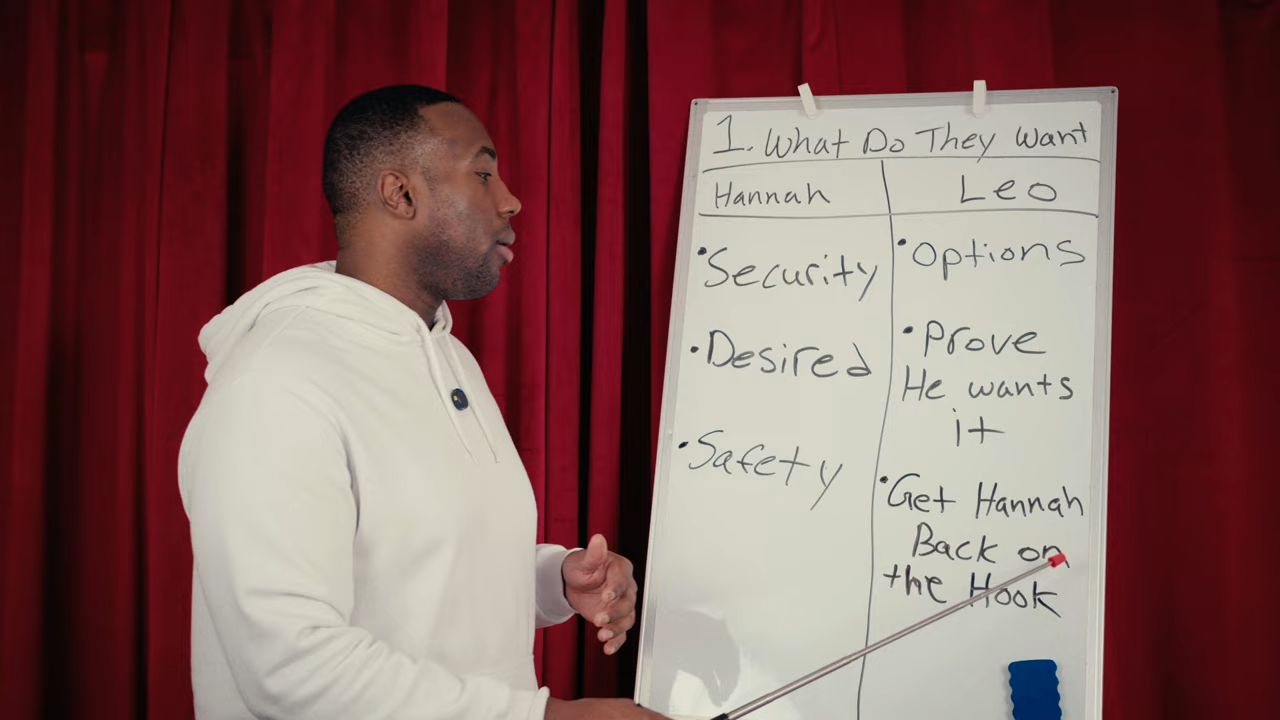 1. What Do They Want
Hannah
Leo
•Security
•Desired
•Safety
•Options
•Prove
He wants
it
•Get Hannah
Back on
the Hook